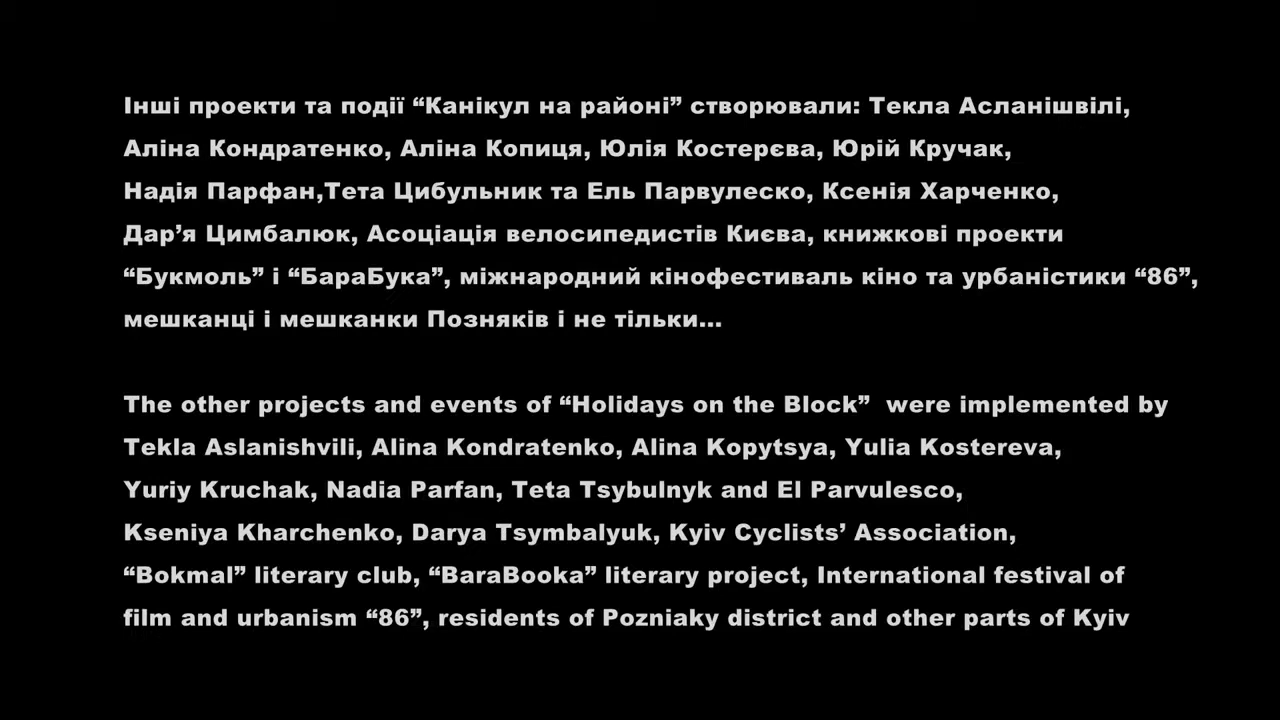 Інші проекти та події “Канікул на районі” створювали: Текла Асланішвілі,
Аліна Кондратенко, Аліна Копиця, Юлія Костерєва, Юрій Кручак,
Надія Парфан,Тета Цибульник та Ель Парвулеско, Ксенія Харченко,
Дар’я Цимбалюк, Асоціація велосипедистів Києва, книжкові проекти
“Букмоль” і “БараБука”, міжнародний кінофестиваль кіно та урбаністики “86”,
мешканці і мешканки Позняків і не тільки...
The other projects and events of “Holidays on the Block”  were implemented by
Tekla Aslanishvili, Alina Kondratenko, Alina Kopytsya, Yulia Kostereva,
Yuriy Kruchak, Nadia Parfan, Teta Tsybulnyk and El Parvulesco,
Kseniya Kharchenko, Darya Tsymbalyuk, Kyiv Cyclists’ Association,
“Bokmal” literary club, “BaraBooka” literary project, International festival of
film and urbanism “86”, residents of Pozniaky district and other parts of Kyiv